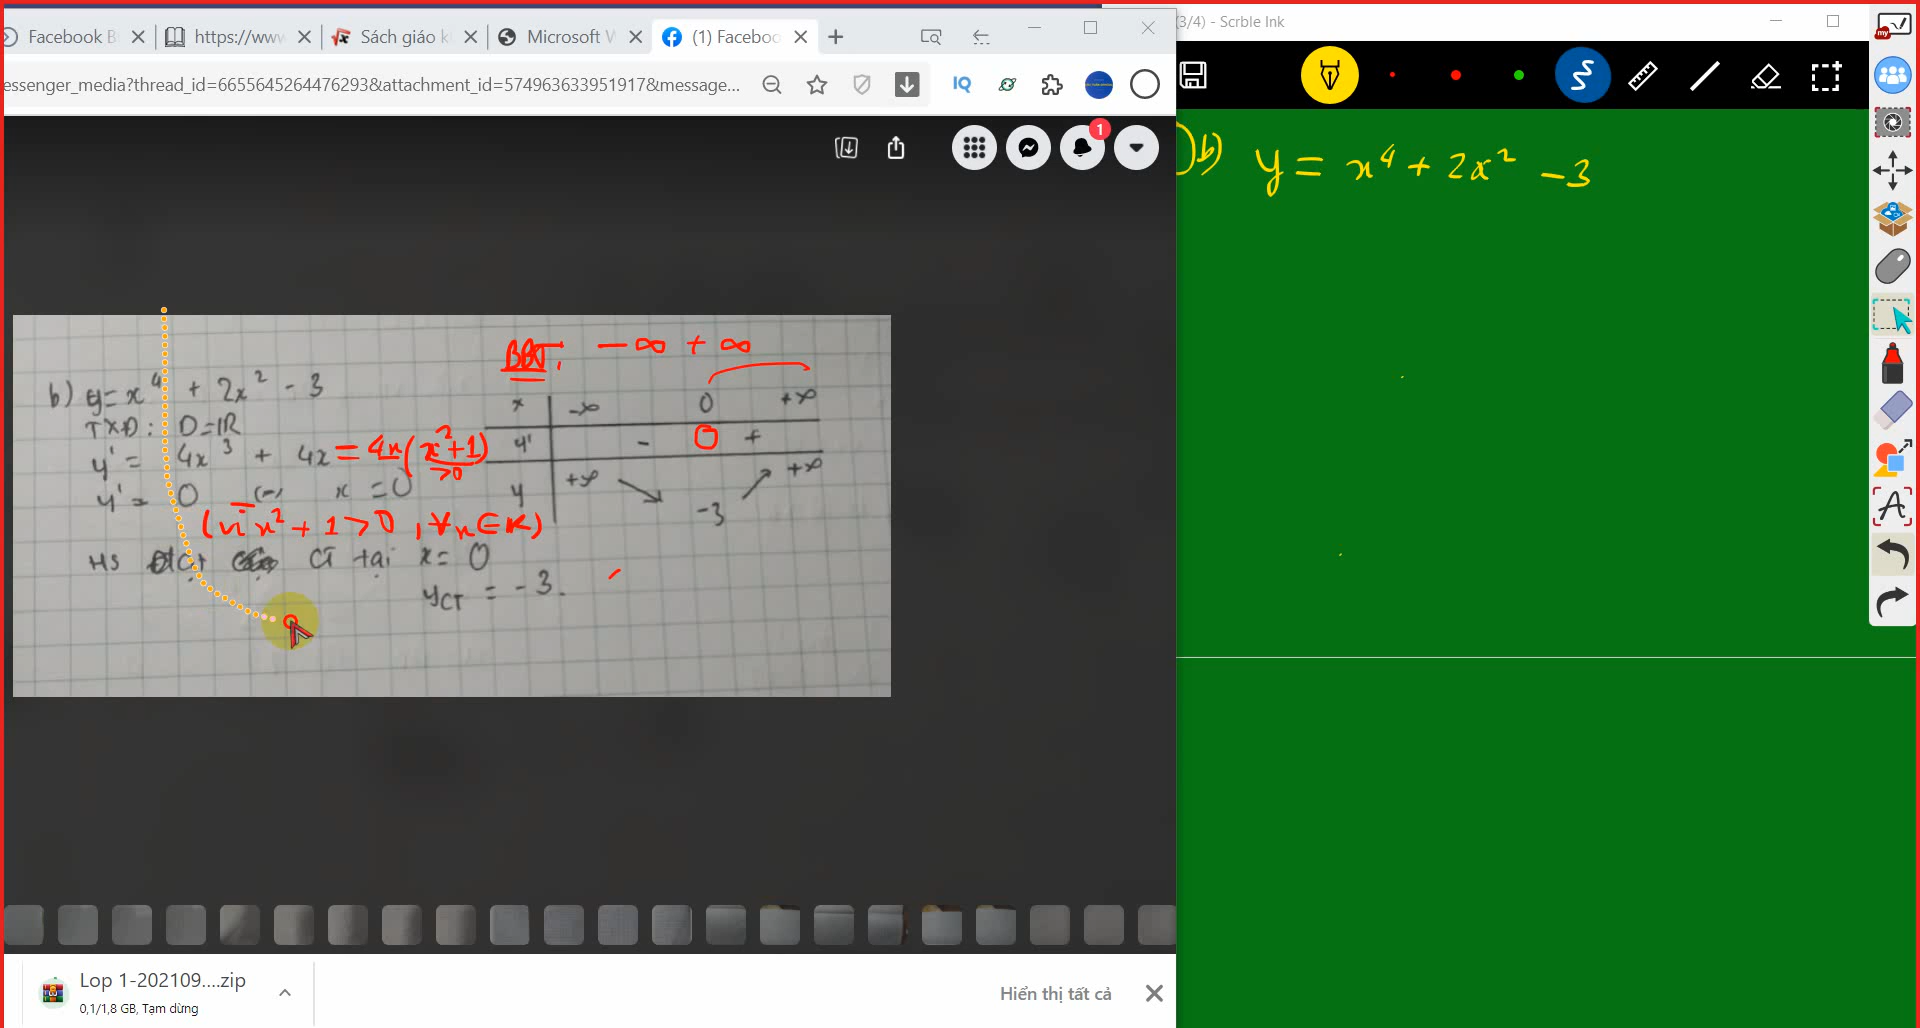 Facebook B
https://www
Sách giáo k
Microsoft W
(1) Faceboo
(3/4) - Scrble Ink
essenger_media?thread_id=6655645264476293&attachment_id=574963633951917&message...
IQ
1
b) y = x⁴ + 2x² - 3
BBT: -∞ + ∞
b) y = x⁴ + 2x² - 3
TXĐ: D = IR
y' = 4x³ + 4x = 4x(x²+1)
>0
y' = 0 x = 0
(vì x² + 1 > 0, ∀x ∈ R)
x -∞ 0 +∞
y' - 0 +
y +∞ -3 +∞
HS đạt CT tại x = 0
yCT = -3.
Lop 1-202109....zip
0,1/1,8 GB, Tạm dừng
Hiển thị tất cả